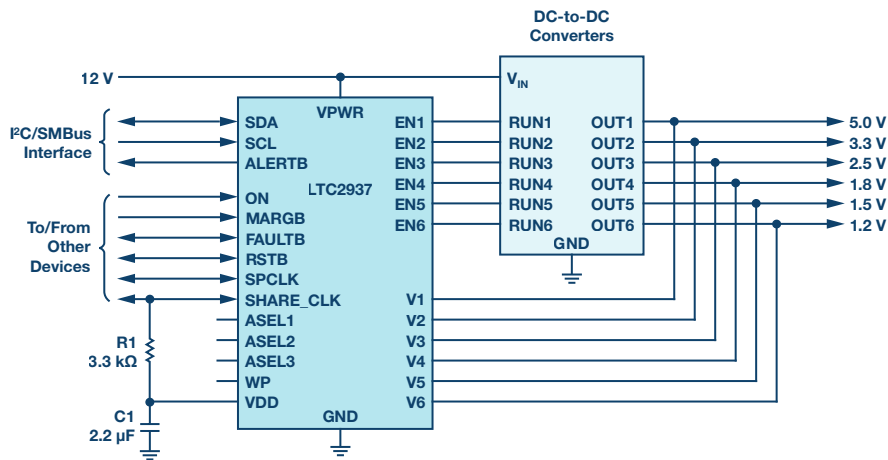 DC-to-DC
Converters
12 V
VIN
VPWR
I²C/SMBus
Interface
SDA
SCL
ALERTB
LTC2937
EN1
EN2
EN3
EN4
EN5
EN6
RUN1
RUN2
RUN3
RUN4
RUN5
RUN6
OUT1
OUT2
OUT3
OUT4
OUT5
OUT6
GND
5.0 V
3.3 V
2.5 V
1.8 V
1.5 V
1.2 V
To/From
Other
Devices
ON
MARGB
FAULTB
RSTB
SPCLK
SHARE_CLK
ASEL1
ASEL2
ASEL3
WP
VDD
V1
V2
V3
V4
V5
V6
GND
R1
3.3 kΩ
C1
2.2 µF